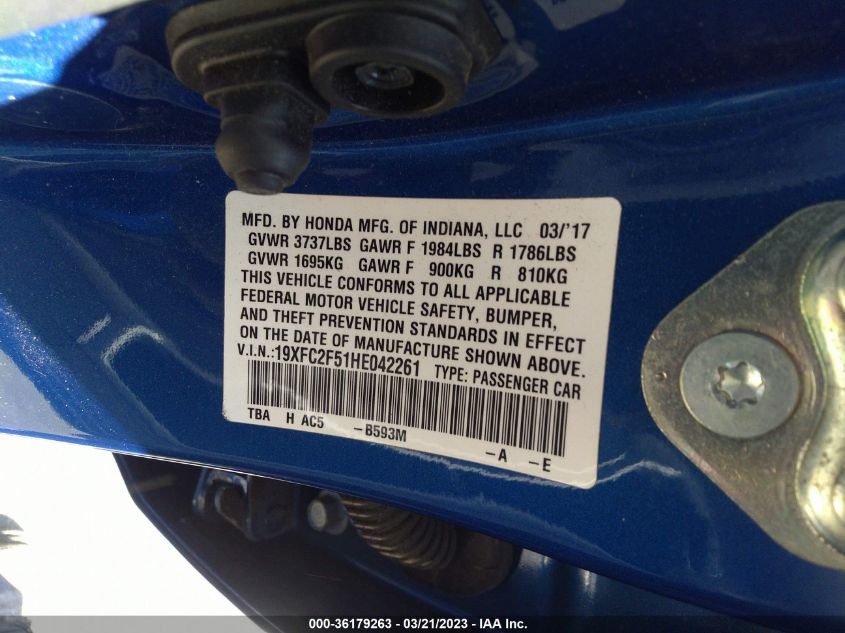 MFD. BY HONDA MFG. OF INDIANA, LLC 03/'17
GVWR 3737LBS GAWR F 1984LBS R 1786LBS
GVWR 1695KG GAWR F 900KG R 810KG
THIS VEHICLE CONFORMS TO ALL APPLICABLE
FEDERAL MOTOR VEHICLE SAFETY, BUMPER,
AND THEFT PREVENTION STANDARDS IN EFFECT
ON THE DATE OF MANUFACTURE SHOWN ABOVE.
V.I.N.:19XFC2F51HE042261 TYPE: PASSENGER CAR
TBA H AC5 -B593M -A -E
000-36179263 - 03/21/2023 - IAA Inc.